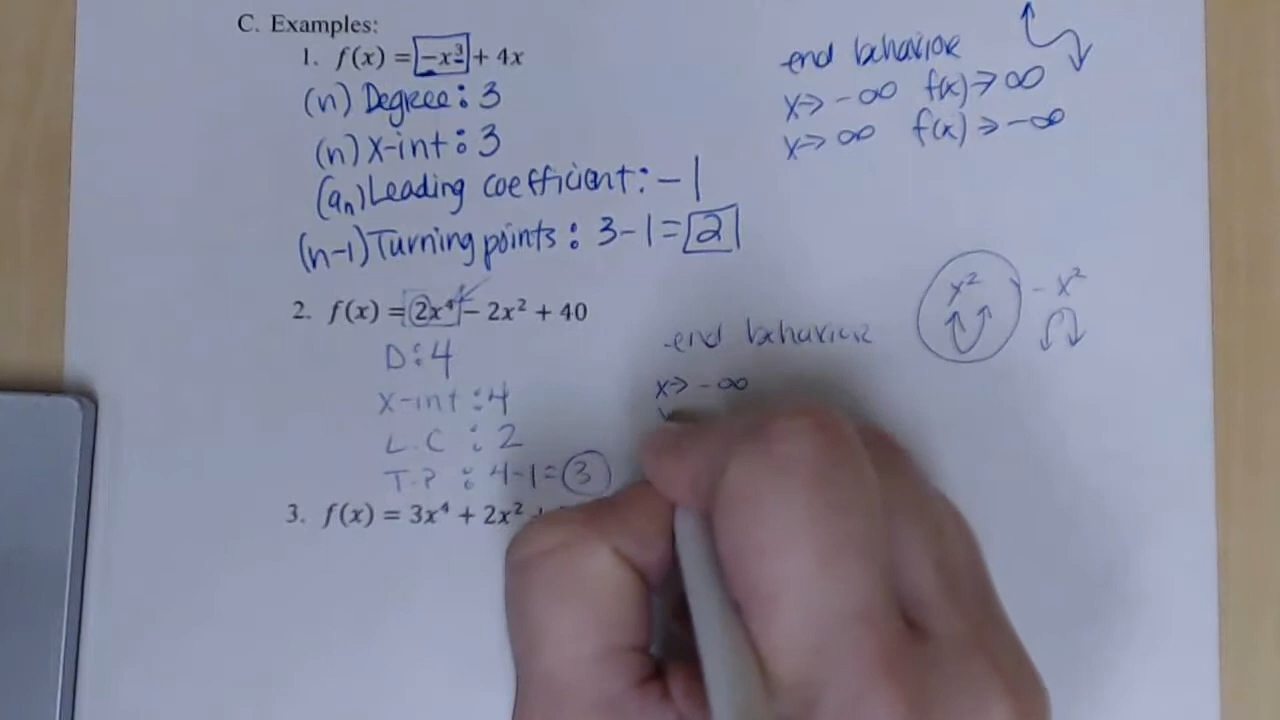 C. Examples:
1. f(x) = -x³ + 4x
(n) Degree: 3
(n) x-int: 3
(aₙ) Leading coefficient: -1
(n-1) Turning points: 3-1=2
end behavior
x→ -∞ f(x)→∞
x→ ∞ f(x)→-∞
2. f(x) = 2x⁴ - 2x² + 40
D: 4
x-int: 4
L.C: 2
T.P: 4-1=3
end behavior
x→ -∞
x² -x²
3. f(x) = 3x⁴ + 2x²